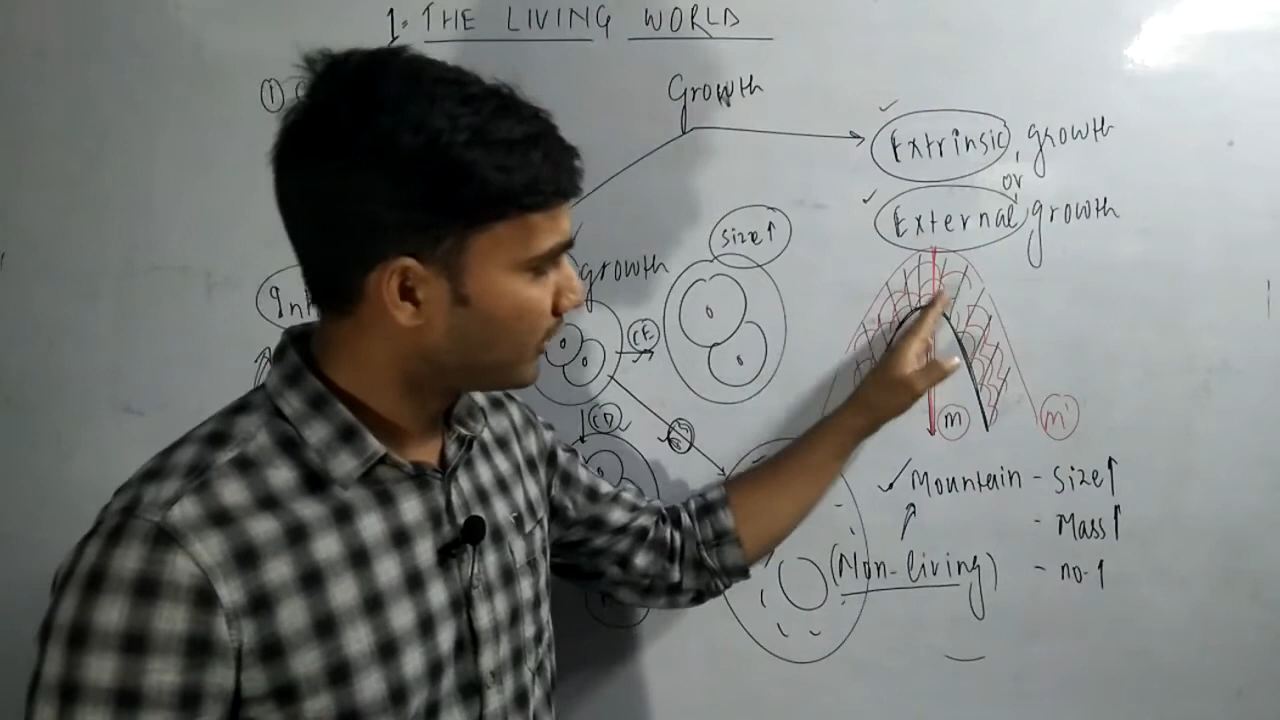 1. THE LIVING WORLD
①
Growth
Extrinsic growth
or
External growth
growth
Size↑
CE
CD
m
m'
Mountain - Size↑
- Mass↑
(Non-living) - no.↑